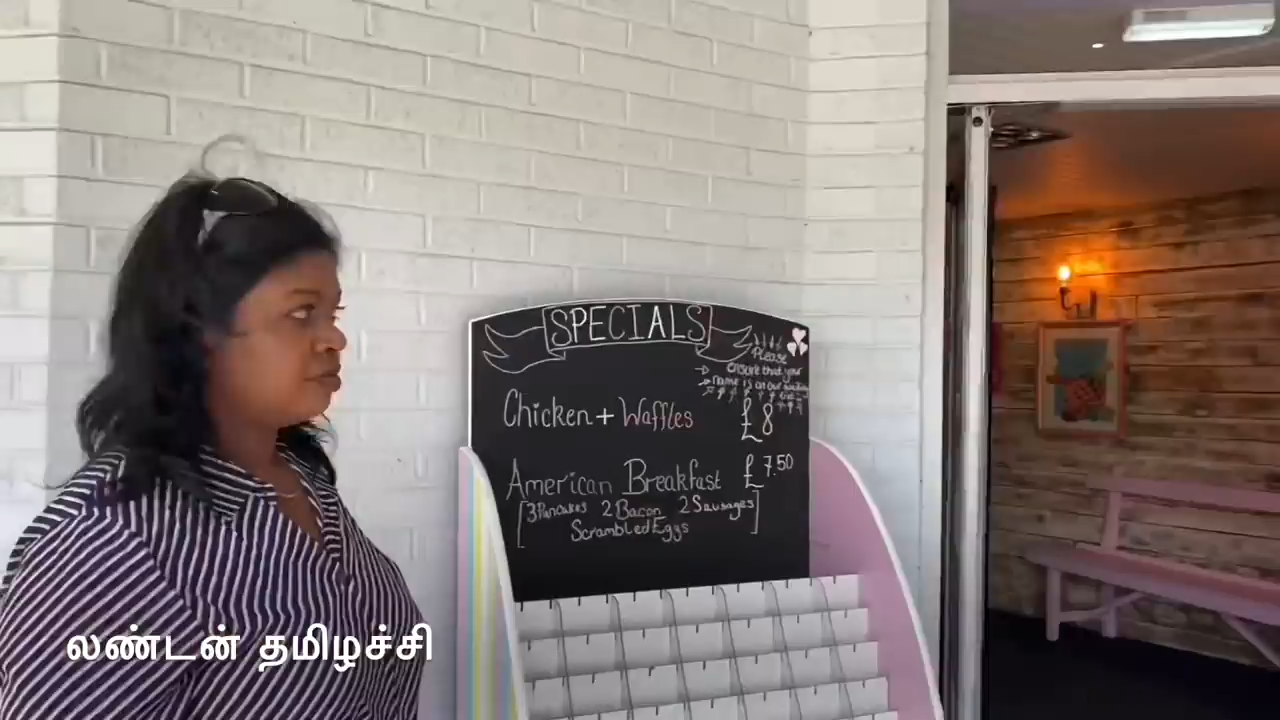 SPECIALS
Please
ensure that your
name is on our
Chicken + Waffles £8
American Breakfast £7.50
[3 Pancakes 2 Bacon 2 Sausages
Scrambled Eggs]
லண்டன் தமிழச்சி